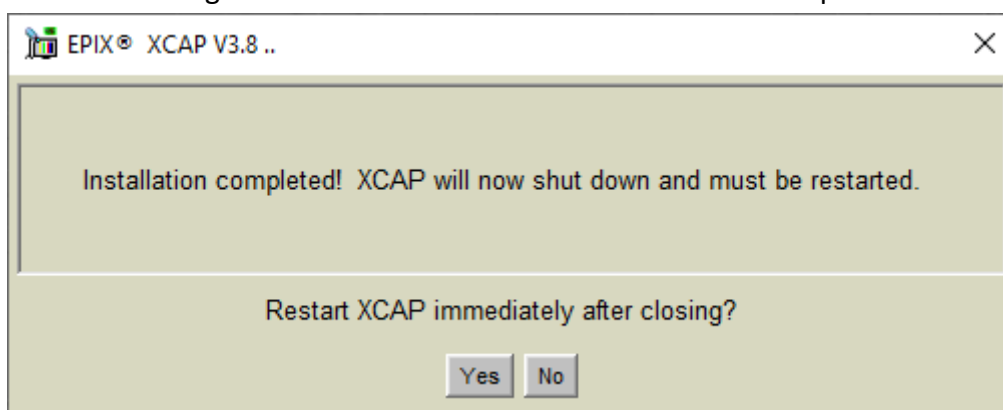 EPIX® XCAP V3.8 ..
Installation completed! XCAP will now shut down and must be restarted.
Restart XCAP immediately after closing?
Yes No